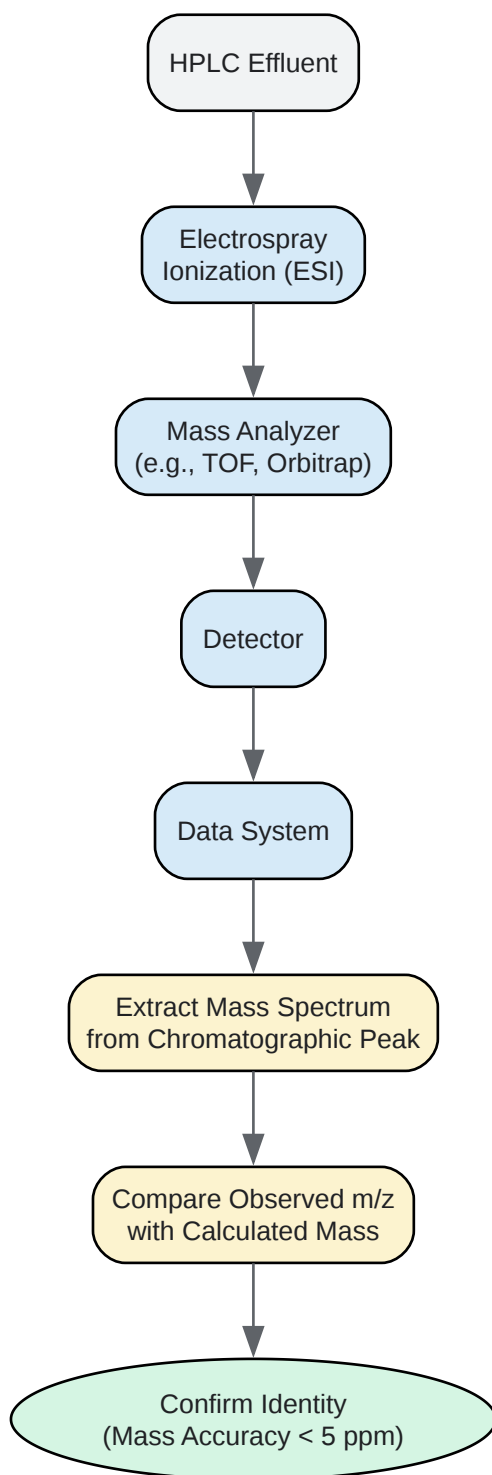 HPLC Effluent
Electrospray
Ionization (ESI)
Mass Analyzer
(e.g., TOF, Orbitrap)
Detector
Data System
Extract Mass Spectrum
from Chromatographic Peak
Compare Observed m/z
with Calculated Mass
Confirm Identity
(Mass Accuracy < 5 ppm)